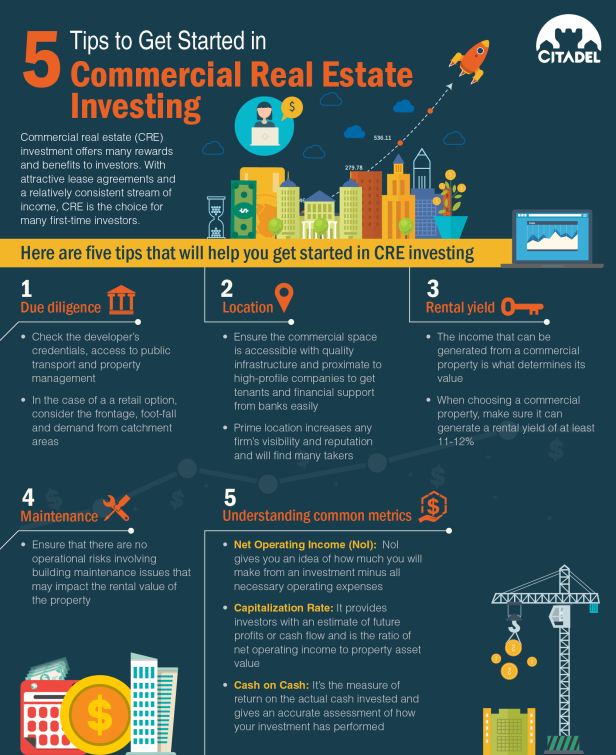 5 Tips to Get Started in
Commercial Real Estate
Investing
CITADEL
Commercial real estate (CRE)
investment offers many rewards
and benefits to investors. With
attractive lease agreements and
a relatively consistent stream of
income, CRE is the choice for
many first-time investors.
536.11
279.78
Here are five tips that will help you get started in CRE investing
1
Due diligence
• Check the developer's
credentials, access to public
transport and property
management
• In the case of a a retail option,
consider the frontage, foot-fall
and demand from catchment
areas
2
Location
• Ensure the commercial space
is accessible with quality
infrastructure and proximate to
high-profile companies to get
tenants and financial support
from banks easily
• Prime location increases any
firm's visibility and reputation
and will find many takers
3
Rental yield
• The income that can be
generated from a commercial
property is what determines its
value
• When choosing a commercial
property, make sure it can
generate a rental yield of at least
11-12%
4
Maintenance
• Ensure that there are no
operational risks involving
building maintenance issues that
may impact the rental value of
the property
5
Understanding common metrics
• Net Operating Income (NoI): NoI
gives you an idea of how much you will
make from an investment minus all
necessary operating expenses
• Capitalization Rate: It provides
investors with an estimate of future
profits or cash flow and is the ratio of
net operating income to property asset
value
• Cash on Cash: It's the measure of
return on the actual cash invested and
gives an accurate assessment of how
your investment has performed